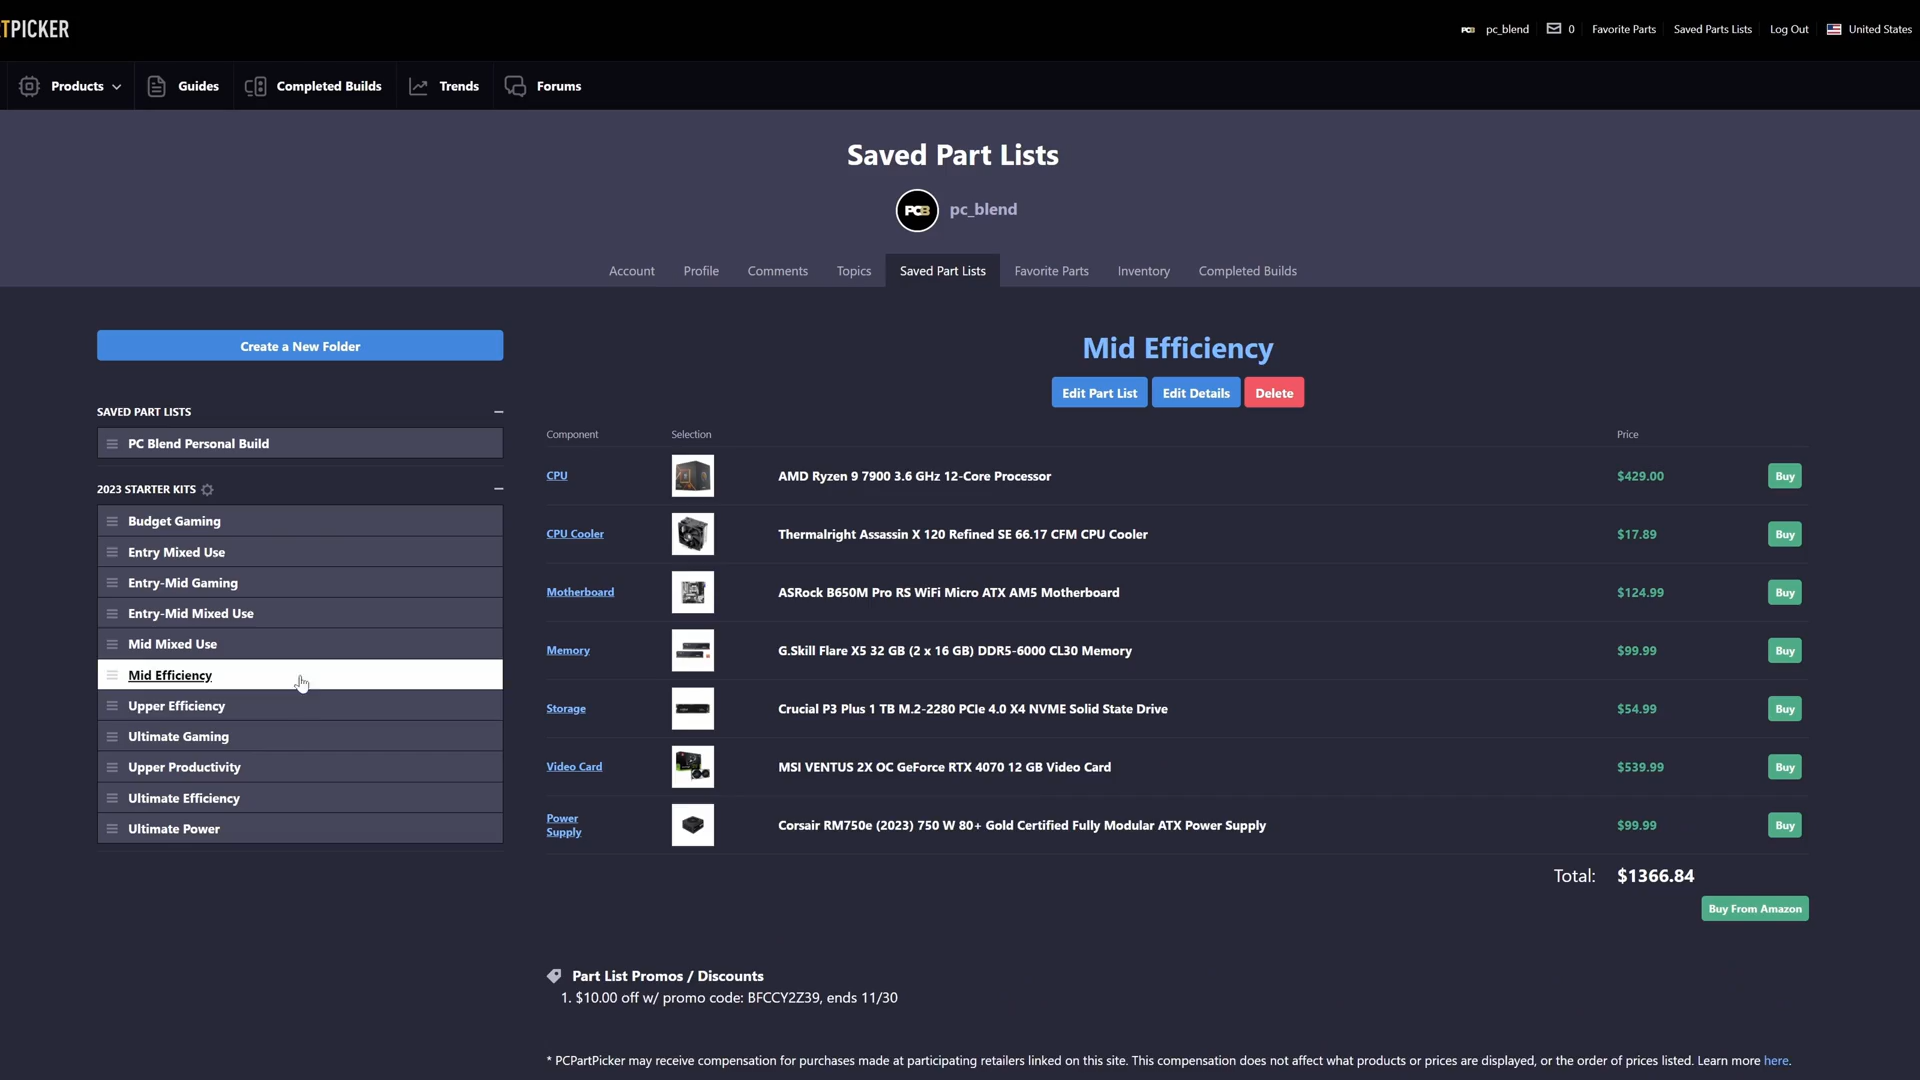 TPICKER
PCB pc_blend 0 Favorite Parts Saved Parts Lists Log Out United States
Products Guides Completed Builds Trends Forums
Saved Part Lists
PCB pc_blend
Account Profile Comments Topics Saved Part Lists Favorite Parts Inventory Completed Builds
Create a New Folder
SAVED PART LISTS
PC Blend Personal Build
2023 STARTER KITS
Budget Gaming
Entry Mixed Use
Entry-Mid Gaming
Entry-Mid Mixed Use
Mid Mixed Use
Mid Efficiency
Upper Efficiency
Ultimate Gaming
Upper Productivity
Ultimate Efficiency
Ultimate Power
Mid Efficiency
Edit Part List Edit Details Delete
Component Selection Price
CPU AMD Ryzen 9 7900 3.6 GHz 12-Core Processor $429.00 Buy
CPU Cooler Thermalright Assassin X 120 Refined SE 66.17 CFM CPU Cooler $17.89 Buy
Motherboard ASRock B650M Pro RS WiFi Micro ATX AM5 Motherboard $124.99 Buy
Memory G.Skill Flare X5 32 GB (2 x 16 GB) DDR5-6000 CL30 Memory $99.99 Buy
Storage Crucial P3 Plus 1 TB M.2-2280 PCIe 4.0 X4 NVME Solid State Drive $54.99 Buy
Video Card MSI VENTUS 2X OC GeForce RTX 4070 12 GB Video Card $539.99 Buy
Power
Supply Corsair RM750e (2023) 750 W 80+ Gold Certified Fully Modular ATX Power Supply $99.99 Buy
Total: $1366.84
Buy From Amazon
Part List Promos / Discounts
1. $10.00 off w/ promo code: BFCCY2Z39, ends 11/30
* PCPartPicker may receive compensation for purchases made at participating retailers linked on this site. This compensation does not affect what products or prices are displayed, or the order of prices listed. Learn more here.